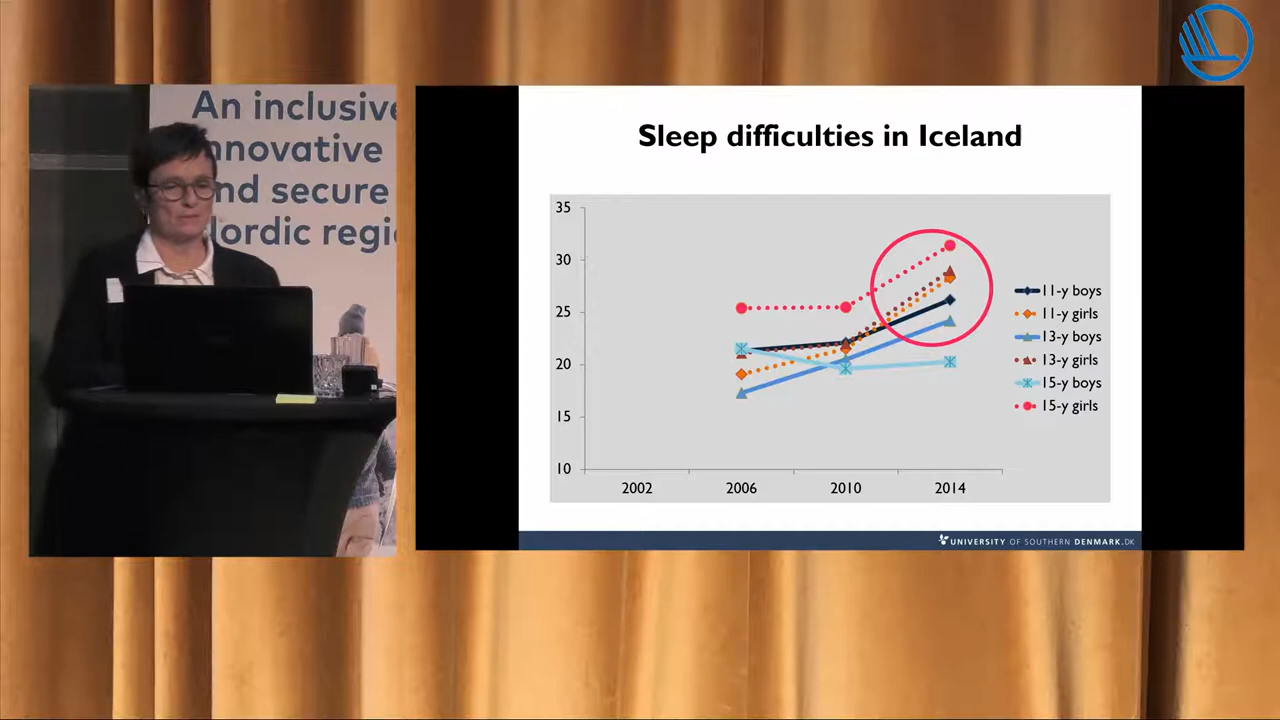 An inclusive
nnovative
nd secure
Nordic regi
Sleep difficulties in Iceland
35
30
25
20
15
10
2002
2006
2010
2014
11-y boys
11-y girls
13-y boys
13-y girls
15-y boys
15-y girls
UNIVERSITY OF SOUTHERN DENMARK.DK